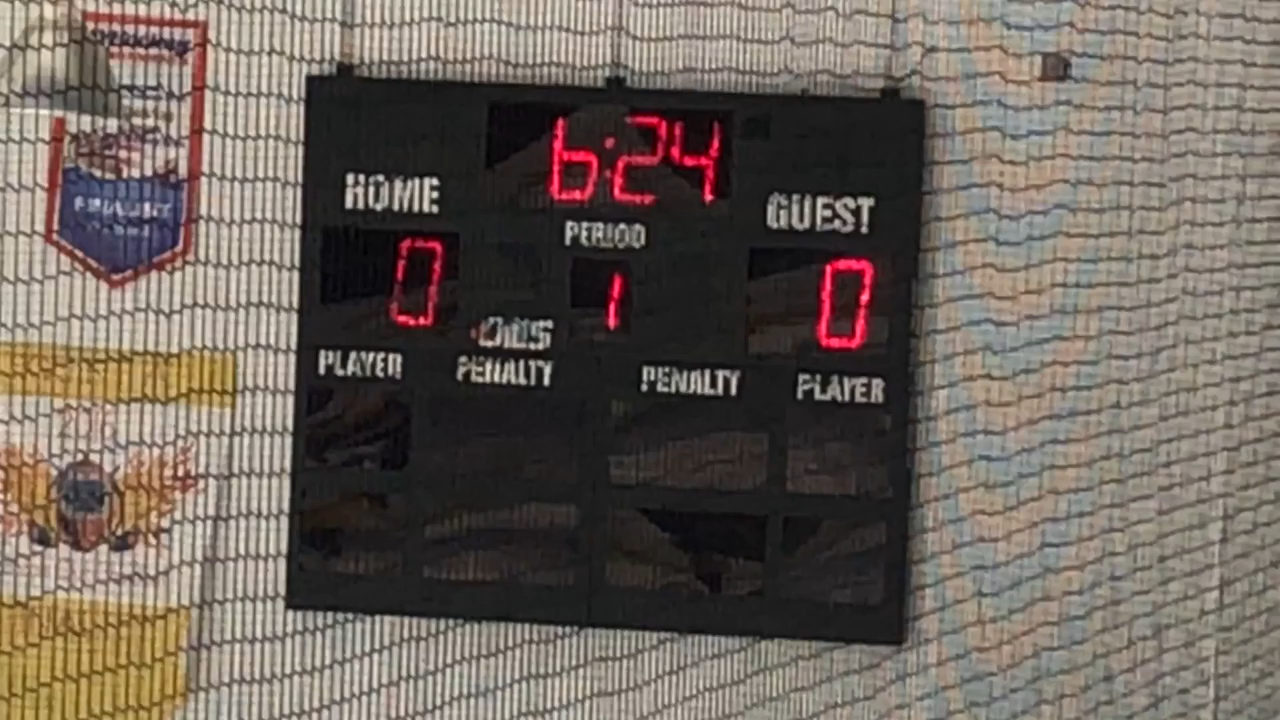 6:24
HOME
GUEST
PERIOD
0
1
0
PLAYER
PENALTY
PENALTY
PLAYER